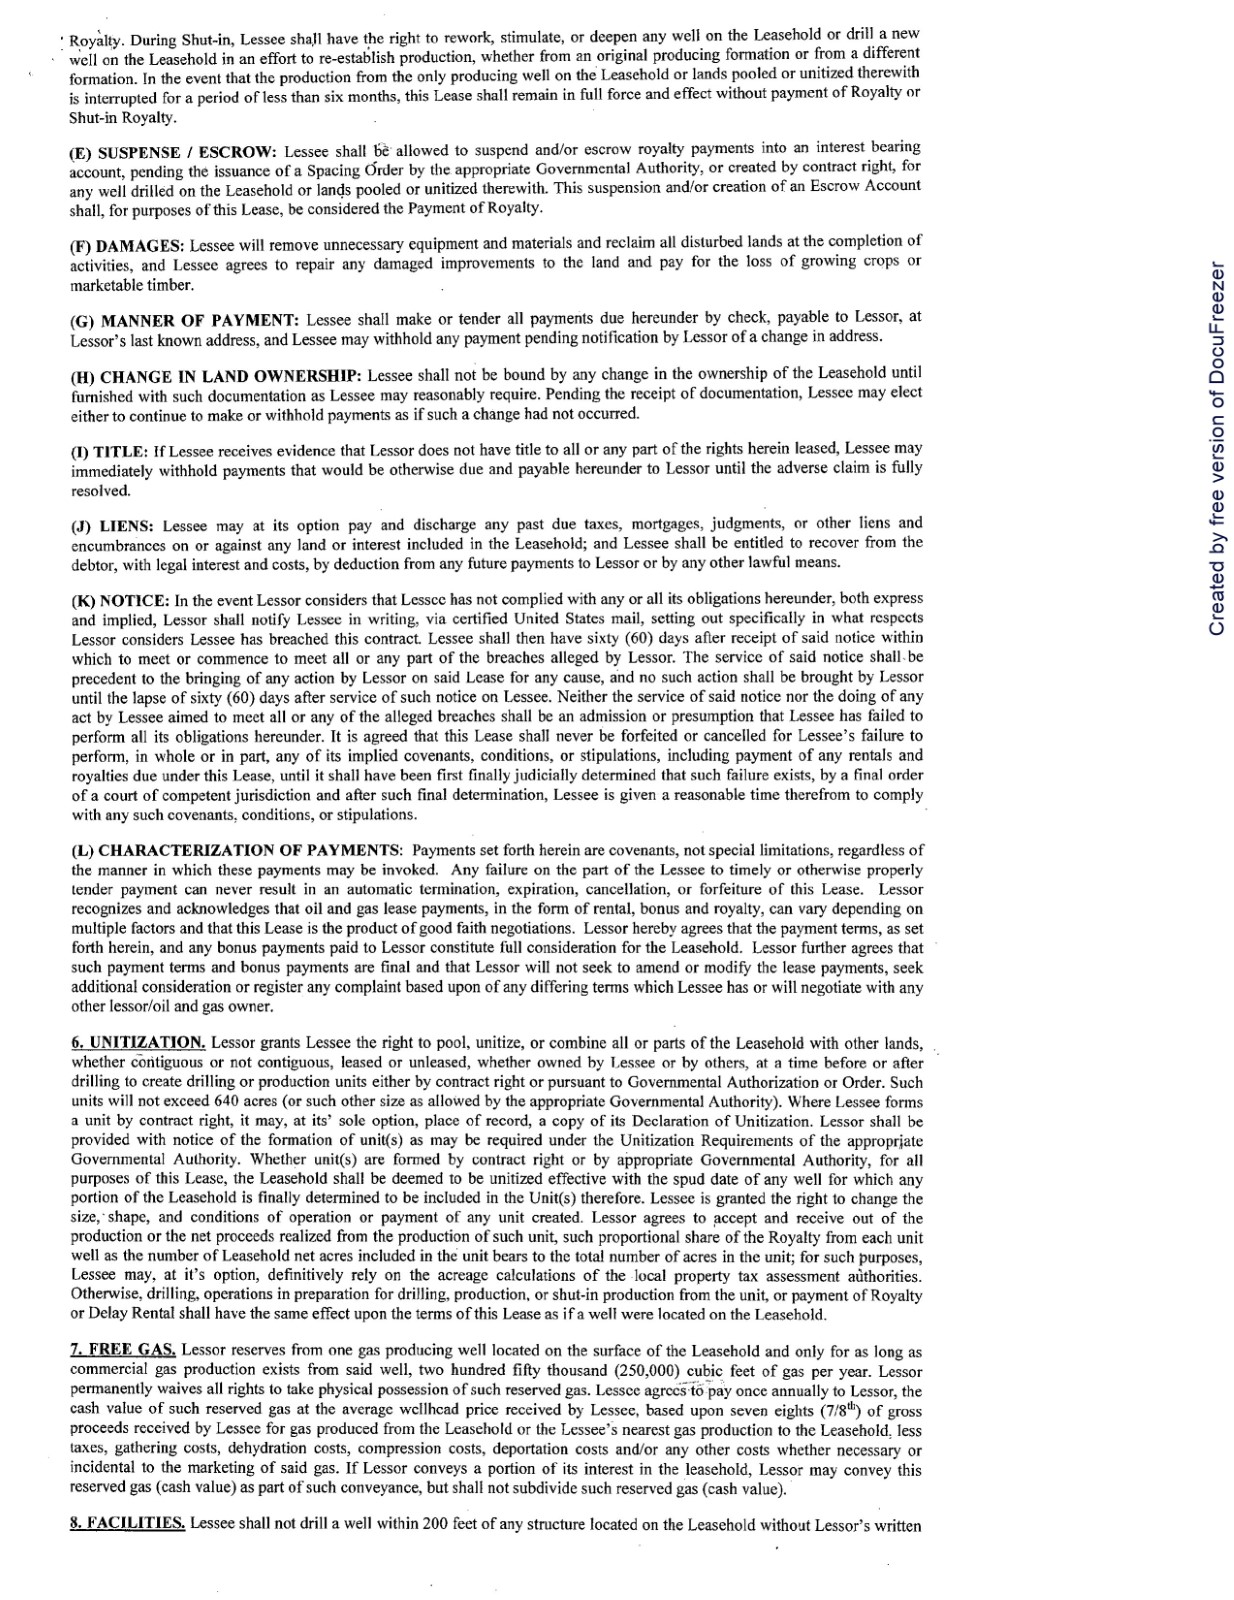 Royalty. During Shut-in, Lessee shall have the right to rework, stimulate, or deepen any well on the Leasehold or drill a new
well on the Leasehold in an effort to re-establish production, whether from an original producing formation or from a different
formation. In the event that the production from the only producing well on the Leasehold or lands pooled or unitized therewith
is interrupted for a period of less than six months, this Lease shall remain in full force and effect without payment of Royalty or
Shut-in Royalty.
(E) SUSPENSE / ESCROW: Lessee shall be allowed to suspend and/or escrow royalty payments into an interest bearing
account, pending the issuance of a Spacing Order by the appropriate Governmental Authority, or created by contract right, for
any well drilled on the Leasehold or lands pooled or unitized therewith. This suspension and/or creation of an Escrow Account
shall, for purposes of this Lease, be considered the Payment of Royalty.
(F) DAMAGES: Lessee will remove unnecessary equipment and materials and reclaim all disturbed lands at the completion of
activities, and Lessee agrees to repair any damaged improvements to the land and pay for the loss of growing crops or
marketable timber.
(G) MANNER OF PAYMENT: Lessee shall make or tender all payments due hereunder by check, payable to Lessor, at
Lessor's last known address, and Lessee may withhold any payment pending notification by Lessor of a change in address.
(H) CHANGE IN LAND OWNERSHIP: Lessee shall not be bound by any change in the ownership of the Leasehold until
furnished with such documentation as Lessee may reasonably require. Pending the receipt of documentation, Lessee may elect
either to continue to make or withhold payments as if such a change had not occurred.
(I) TITLE: If Lessee receives evidence that Lessor does not have title to all or any part of the rights herein leased, Lessee may
immediately withhold payments that would be otherwise due and payable hereunder to Lessor until the adverse claim is fully
resolved.
(J) LIENS: Lessee may at its option pay and discharge any past due taxes, mortgages, judgments, or other liens and
encumbrances on or against any land or interest included in the Leasehold; and Lessee shall be entitled to recover from the
debtor, with legal interest and costs, by deduction from any future payments to Lessor or by any other lawful means.
(K) NOTICE: In the event Lessor considers that Lessee has not complied with any or all its obligations hereunder, both express
and implied, Lessor shall notify Lessee in writing, via certified United States mail, setting out specifically in what respects
Lessor considers Lessee has breached this contract. Lessee shall then have sixty (60) days after receipt of said notice within
which to meet or commence to meet all or any part of the breaches alleged by Lessor. The service of said notice shall be
precedent to the bringing of any action by Lessor on said Lease for any cause, and no such action shall be brought by Lessor
until the lapse of sixty (60) days after service of such notice on Lessee. Neither the service of said notice nor the doing of any
act by Lessee aimed to meet all or any of the alleged breaches shall be an admission or presumption that Lessee has failed to
perform all its obligations hereunder. It is agreed that this Lease shall never be forfeited or cancelled for Lessee's failure to
perform, in whole or in part, any of its implied covenants, conditions, or stipulations, including payment of any rentals and
royalties due under this Lease, until it shall have been first finally judicially determined that such failure exists, by a final order
of a court of competent jurisdiction and after such final determination, Lessee is given a reasonable time therefrom to comply
with any such covenants, conditions, or stipulations.
(L) CHARACTERIZATION OF PAYMENTS: Payments set forth herein are covenants, not special limitations, regardless of
the manner in which these payments may be invoked. Any failure on the part of the Lessee to timely or otherwise properly
tender payment can never result in an automatic termination, expiration, cancellation, or forfeiture of this Lease. Lessor
recognizes and acknowledges that oil and gas lease payments, in the form of rental, bonus and royalty, can vary depending on
multiple factors and that this Lease is the product of good faith negotiations. Lessor hereby agrees that the payment terms, as set
forth herein, and any bonus payments paid to Lessor constitute full consideration for the Leasehold. Lessor further agrees that
such payment terms and bonus payments are final and that Lessor will not seek to amend or modify the lease payments, seek
additional consideration or register any complaint based upon of any differing terms which Lessee has or will negotiate with any
other lessor/oil and gas owner.
6. UNITIZATION. Lessor grants Lessee the right to pool, unitize, or combine all or parts of the Leasehold with other lands,
whether contiguous or not contiguous, leased or unleased, whether owned by Lessee or by others, at a time before or after
drilling to create drilling or production units either by contract right or pursuant to Governmental Authorization or Order. Such
units will not exceed 640 acres (or such other size as allowed by the appropriate Governmental Authority). Where Lessee forms
a unit by contract right, it may, at its' sole option, place of record, a copy of its Declaration of Unitization. Lessor shall be
provided with notice of the formation of unit(s) as may be required under the Unitization Requirements of the appropriate
Governmental Authority. Whether unit(s) are formed by contract right or by appropriate Governmental Authority, for all
purposes of this Lease, the Leasehold shall be deemed to be unitized effective with the spud date of any well for which any
portion of the Leasehold is finally determined to be included in the Unit(s) therefore. Lessee is granted the right to change the
size, shape, and conditions of operation or payment of any unit created. Lessor agrees to accept and receive out of the
production or the net proceeds realized from the production of such unit, such proportional share of the Royalty from each unit
well as the number of Leasehold net acres included in the unit bears to the total number of acres in the unit; for such purposes,
Lessee may, at it's option, definitively rely on the acreage calculations of the local property tax assessment authorities.
Otherwise, drilling, operations in preparation for drilling, production, or shut-in production from the unit, or payment of Royalty
or Delay Rental shall have the same effect upon the terms of this Lease as if a well were located on the Leasehold.
7. FREE GAS. Lessor reserves from one gas producing well located on the surface of the Leasehold and only for as long as
commercial gas production exists from said well, two hundred fifty thousand (250,000) cubic feet of gas per year. Lessor
permanently waives all rights to take physical possession of such reserved gas. Lessee agrees to pay once annually to Lessor, the
cash value of such reserved gas at the average wellhead price received by Lessee, based upon seven eights (7/8th) of gross
proceeds received by Lessee for gas produced from the Leasehold or the Lessee's nearest gas production to the Leasehold, less
taxes, gathering costs, dehydration costs, compression costs, deportation costs and/or any other costs whether necessary or
incidental to the marketing of said gas. If Lessor conveys a portion of its interest in the leasehold, Lessor may convey this
reserved gas (cash value) as part of such conveyance, but shall not subdivide such reserved gas (cash value).
8. FACILITIES. Lessee shall not drill a well within 200 feet of any structure located on the Leasehold without Lessor's written
Created by free version of DocuFreezer